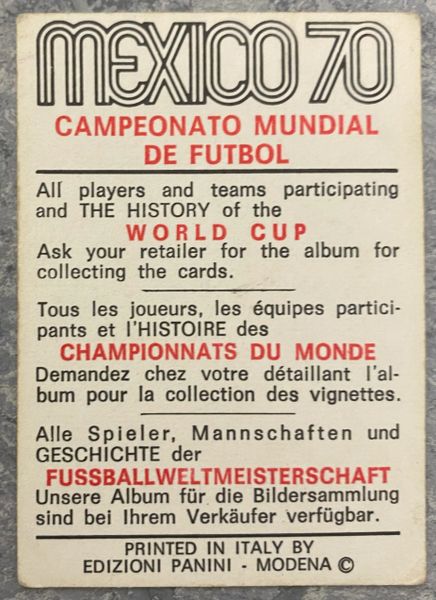 MEXICO 70
CAMPEONATO MUNDIAL
DE FUTBOL
All players and teams participating
and THE HISTORY of the
WORLD CUP
Ask your retailer for the album for
collecting the cards.
Tous les joueurs, les équipes partici-
pants et l'HISTOIRE des
CHAMPIONNATS DU MONDE
Demandez chez votre détaillant l'al-
bum pour la collection des vignettes.
Alle Spieler, Mannschaften und
GESCHICHTE der
FUSSBALLWELTMEISTERSCHAFT
Unsere Album für die Bildersammlung
sind bei Ihrem Verkäufer verfügbar.
PRINTED IN ITALY BY
EDIZIONI PANINI - MODENA ©